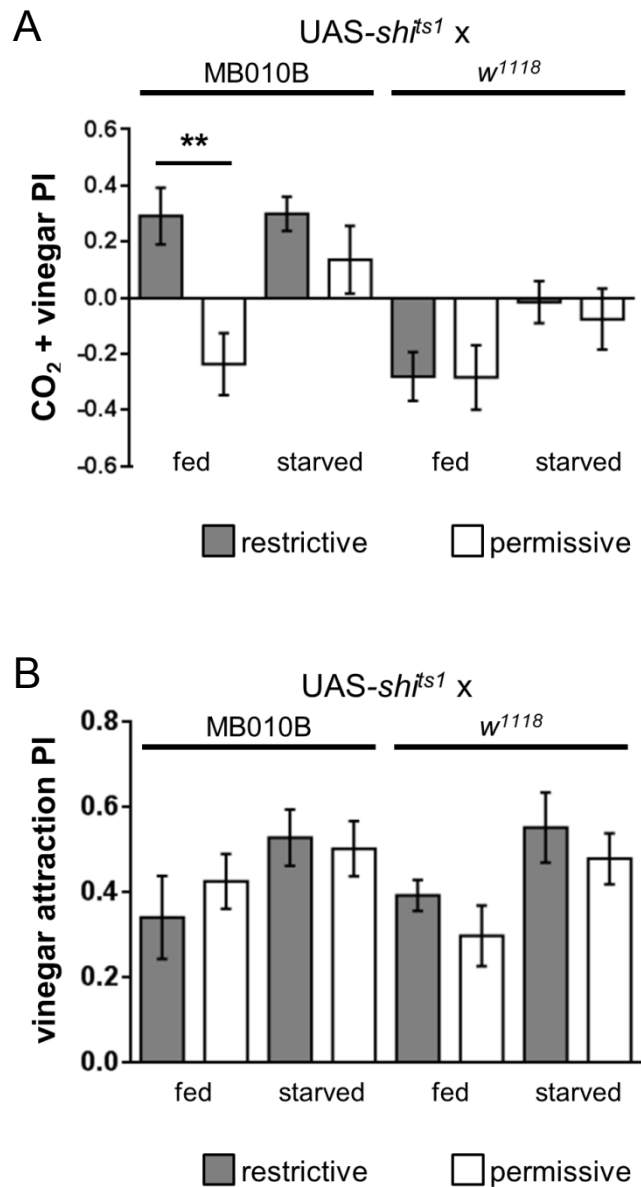 A
UAS-shi^ts1 x
MB010B w^1118
**
0.6
0.4
0.2
0.0
-0.2
-0.4
-0.6
CO₂ + vinegar PI
fed starved fed starved
restrictive permissive
B
UAS-shi^ts1 x
MB010B w^1118
0.8
0.6
0.4
0.2
0.0
vinegar attraction PI
fed starved fed starved
restrictive permissive